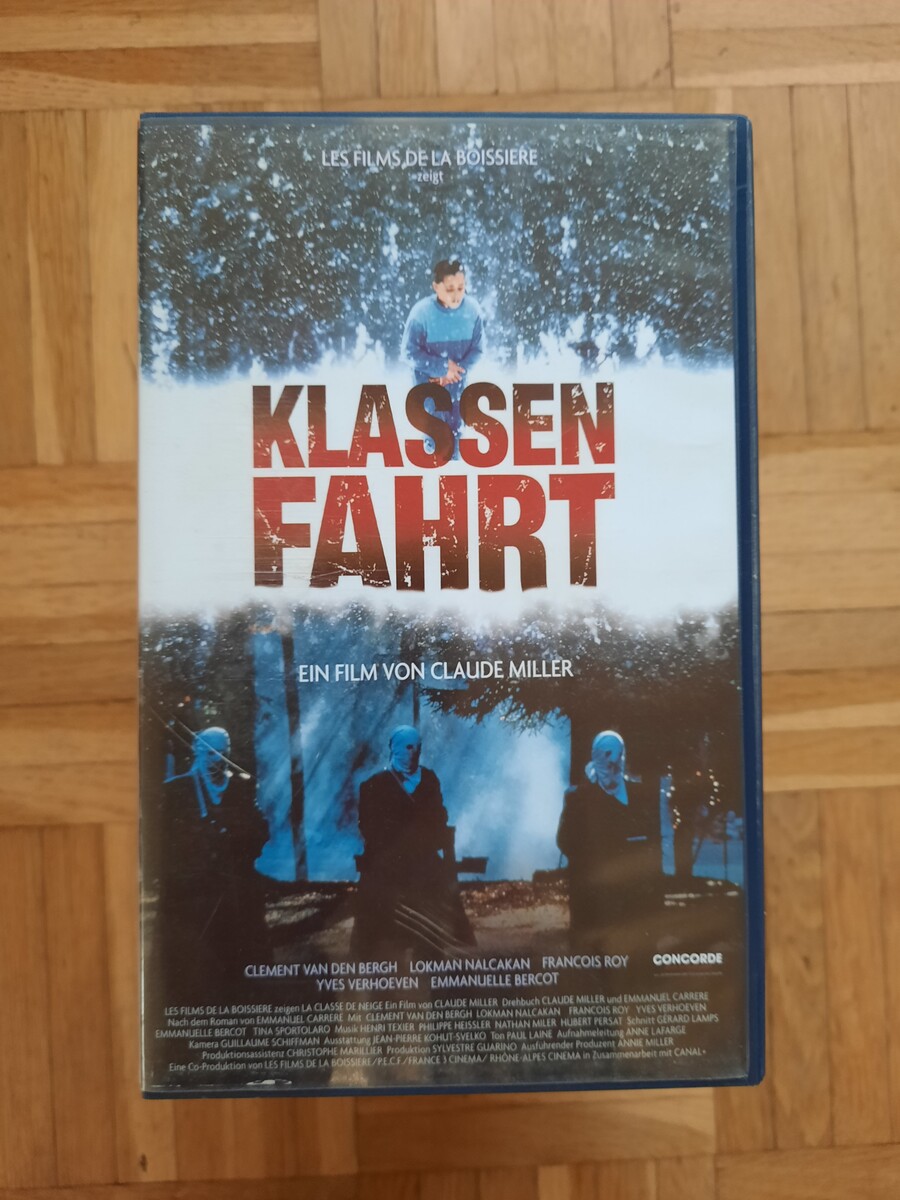 LES FILMS DE LA BOISSIERE
zeigt
KLASSEN
FAHRT
EIN FILM VON CLAUDE MILLER
CLEMENT VAN DEN BERGH LOKMAN NALCAKAN FRANCOIS ROY
YVES VERHOEVEN EMMANUELLE BERCOT
CONCORDE
LES FILMS DE LA BOISSIERE zeigen LA CLASSE DE NEIGE Ein Film von CLAUDE MILLER Drehbuch CLAUDE MILLER und EMMANUEL CARRERE
Nach dem Roman von EMMANUEL CARRERE Mit CLEMENT VAN DEN BERGH LOKMAN NALCAKAN FRANCOIS ROY YVES VERHOEVEN
EMMANUELLE BERCOT TINA SPORTOLARO Musik HENRI TEXIER PHILIPPE HEISSLER NATHAN MILER HUBERT PERSAT Schnitt GERARD LAMPS
Kamera GUILLAUME SCHIFFMAN Ausstattung JEAN-PIERRE KOHUT-SVELKO Ton PAUL LAINE Aufnahmeleitung ANNE LAFARGE
Produktionsassistenz CHRISTOPHE MARILLIER Produktion SYLVESTRE GUARINO Ausführender Produzent ANNIE MILLER
Eine Co-Produktion von LES FILMS DE LA BOISSIERE/P.E.C.F./FRANCE 3 CINEMA/ RHÔNE-ALPES CINEMA in Zusammenarbeit mit CANAL+